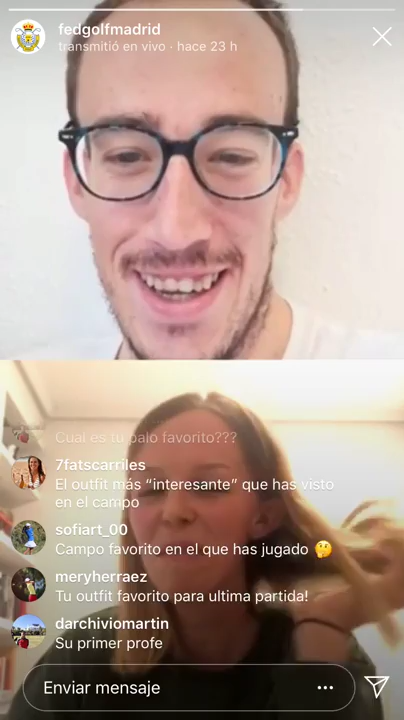 fedgolfmadrid
transmitió en vivo · hace 23 h
Cual es tu palo favorito???
7fatscarriles
El outfit más “interesante” que has visto
en el campo
sofiart_00
Campo favorito en el que has jugado 🤔
meryherraez
Tu outfit favorito para ultima partida!
darchiviomartin
Su primer profe
Enviar mensaje